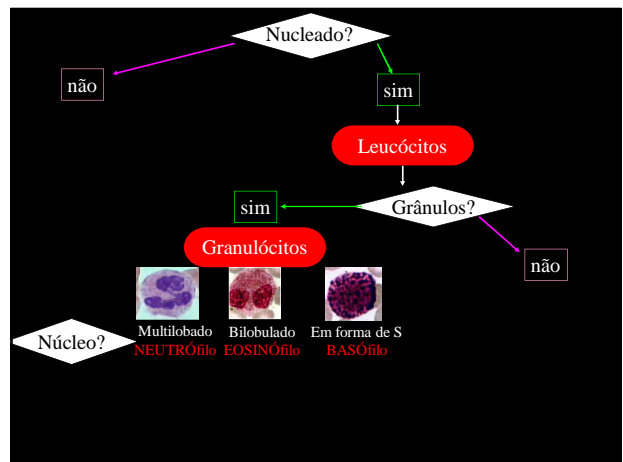 Nucleado?
não
sim
Leucócitos
Grânulos?
sim
Granulócitos
não
Núcleo?
Multilobado
NEUTRÓfilo
Bilobulado
EOSINÓfilo
Em forma de S
BASÓfilo